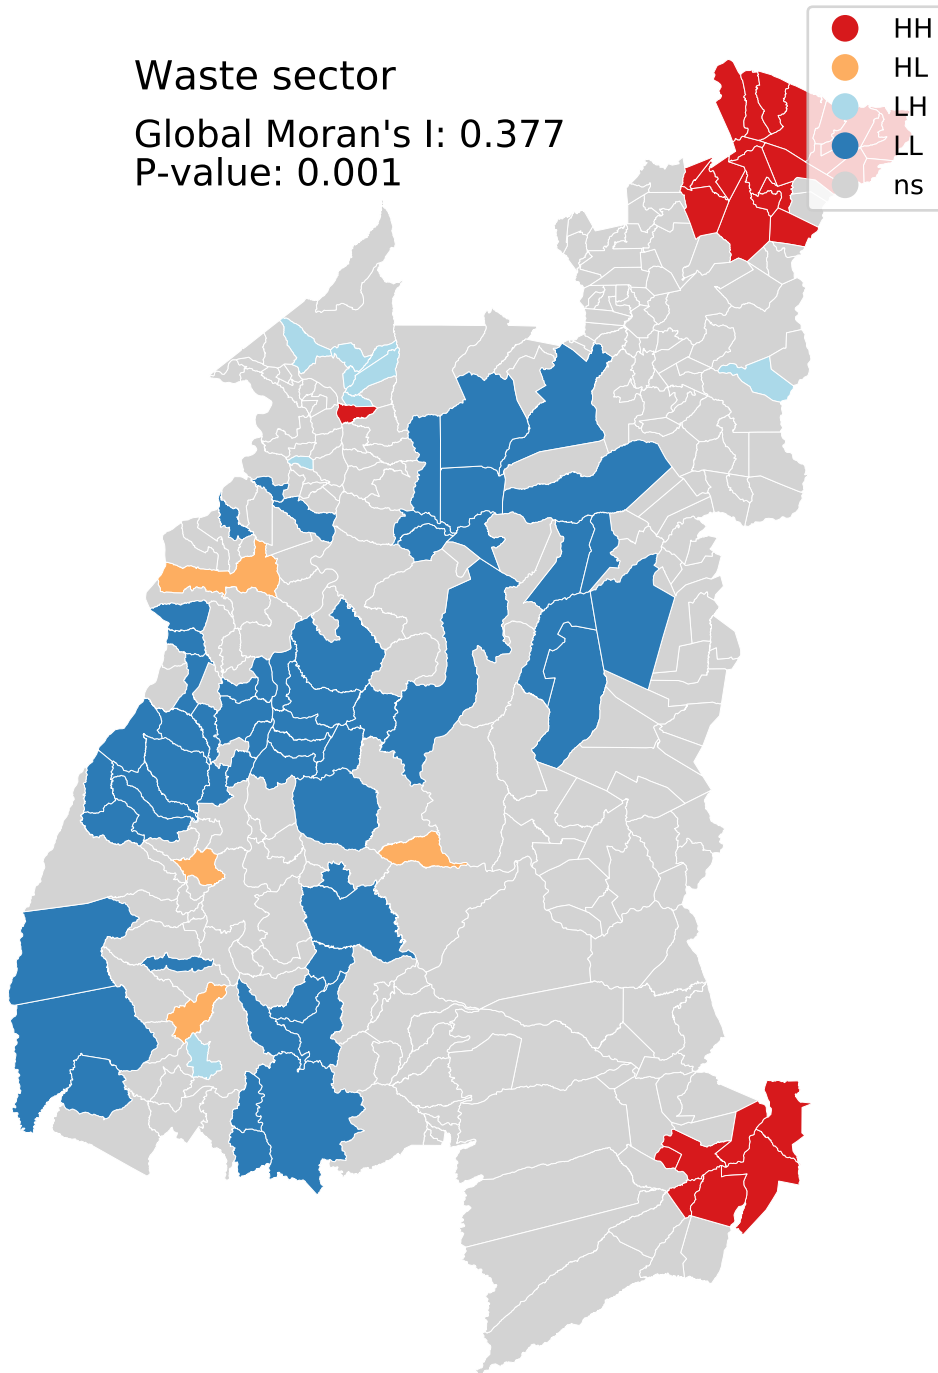 Waste sector
Global Moran's I: 0.377
P-value: 0.001
HH
HL
LH
LL
ns